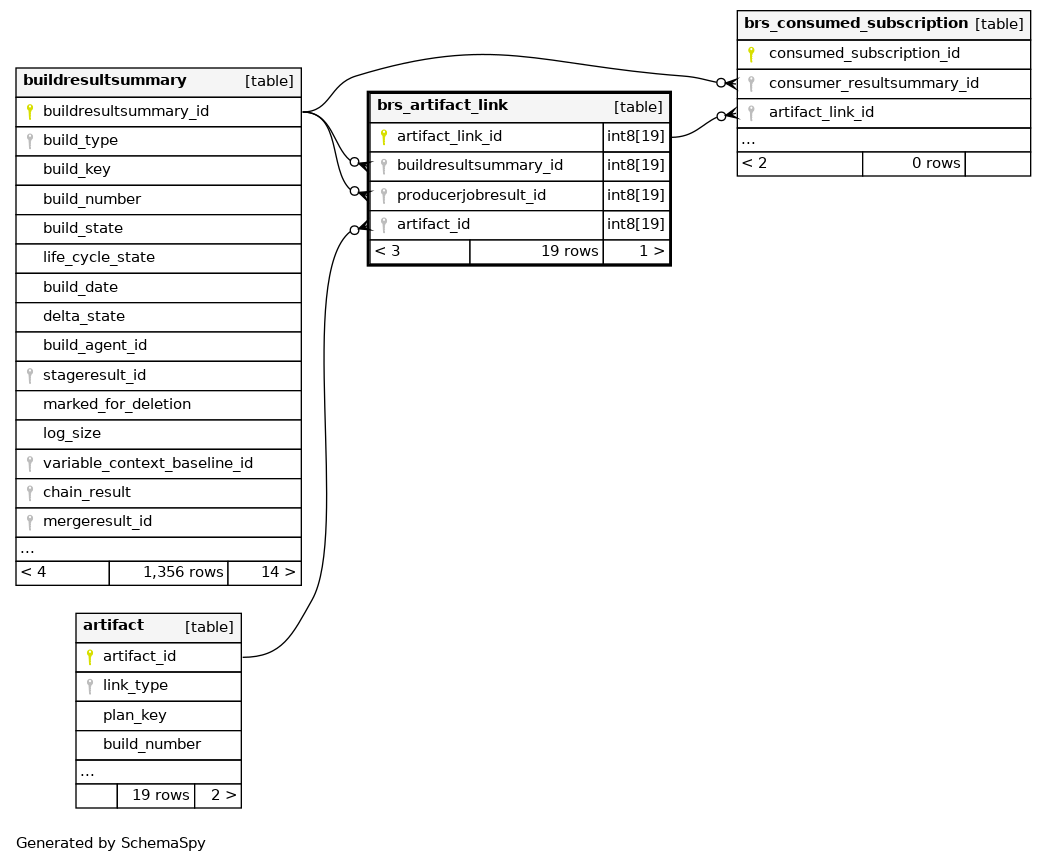 buildresultsummary [table]
buildresultsummary_id
build_type
build_key
build_number
build_state
life_cycle_state
build_date
delta_state
build_agent_id
stageresult_id
marked_for_deletion
log_size
variable_context_baseline_id
chain_result
mergeresult_id
...
< 4 1,356 rows 14 >
brs_artifact_link [table]
artifact_link_id int8[19]
buildresultsummary_id int8[19]
producerjobresult_id int8[19]
artifact_id int8[19]
< 3 19 rows 1 >
brs_consumed_subscription [table]
consumed_subscription_id
consumer_resultsummary_id
artifact_link_id
...
< 2 0 rows
artifact [table]
artifact_id
link_type
plan_key
build_number
...
19 rows 2 >
Generated by SchemaSpy